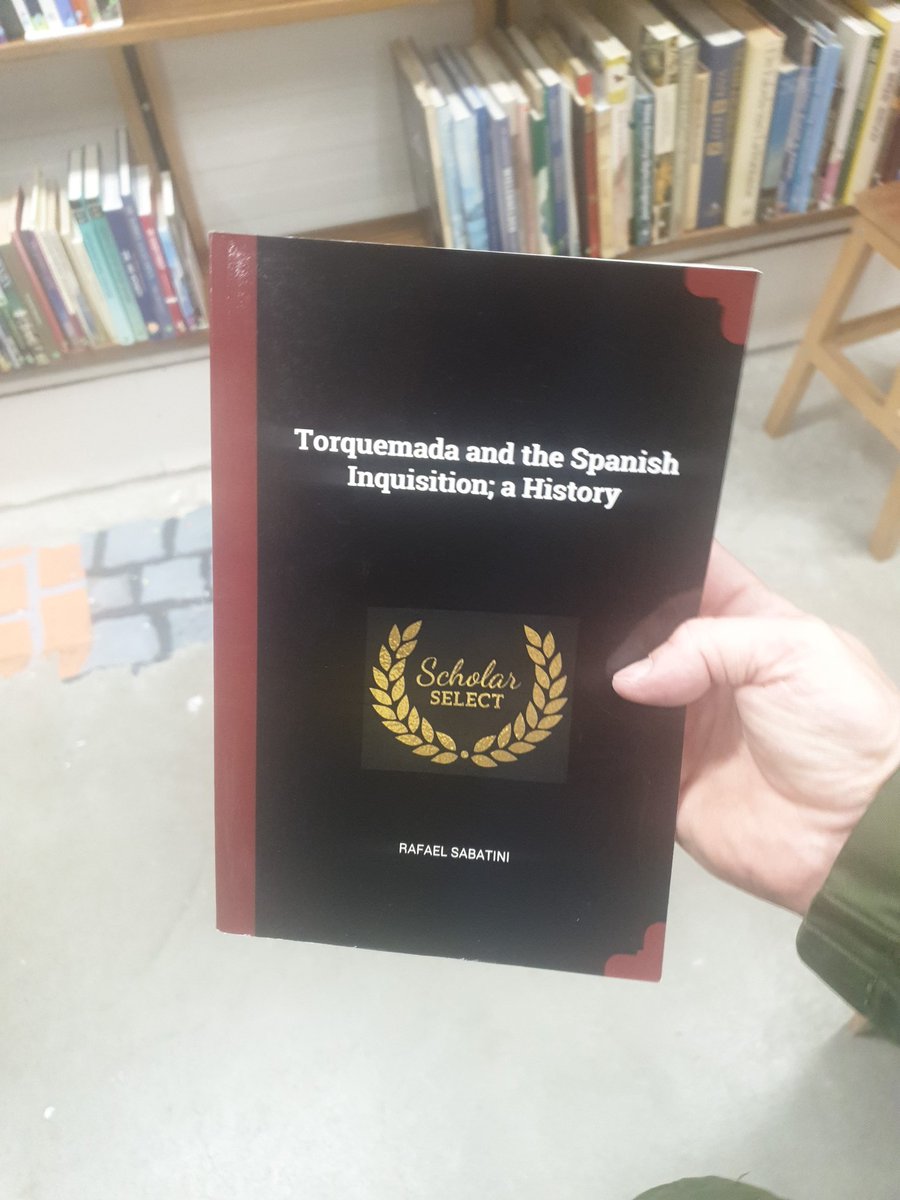 Torquemada and the Spanish
Inquisition; a History
Scholar
SELECT
RAFAEL SABATINI